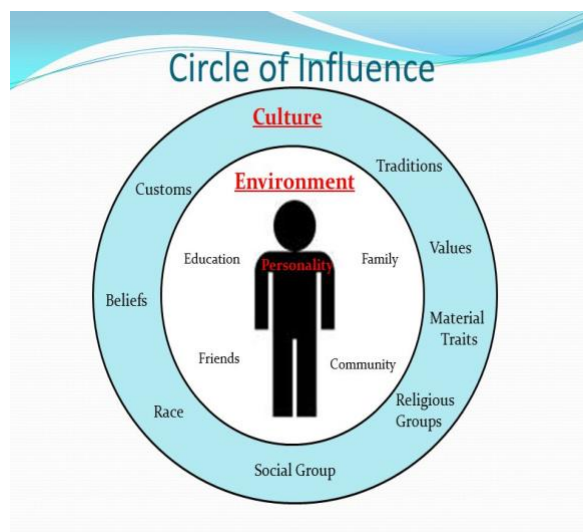 Circle of Influence
Culture
Traditions
Customs
Environment
Education
Personality
Family
Values
Beliefs
Material
Traits
Friends
Community
Religious
Groups
Race
Social Group